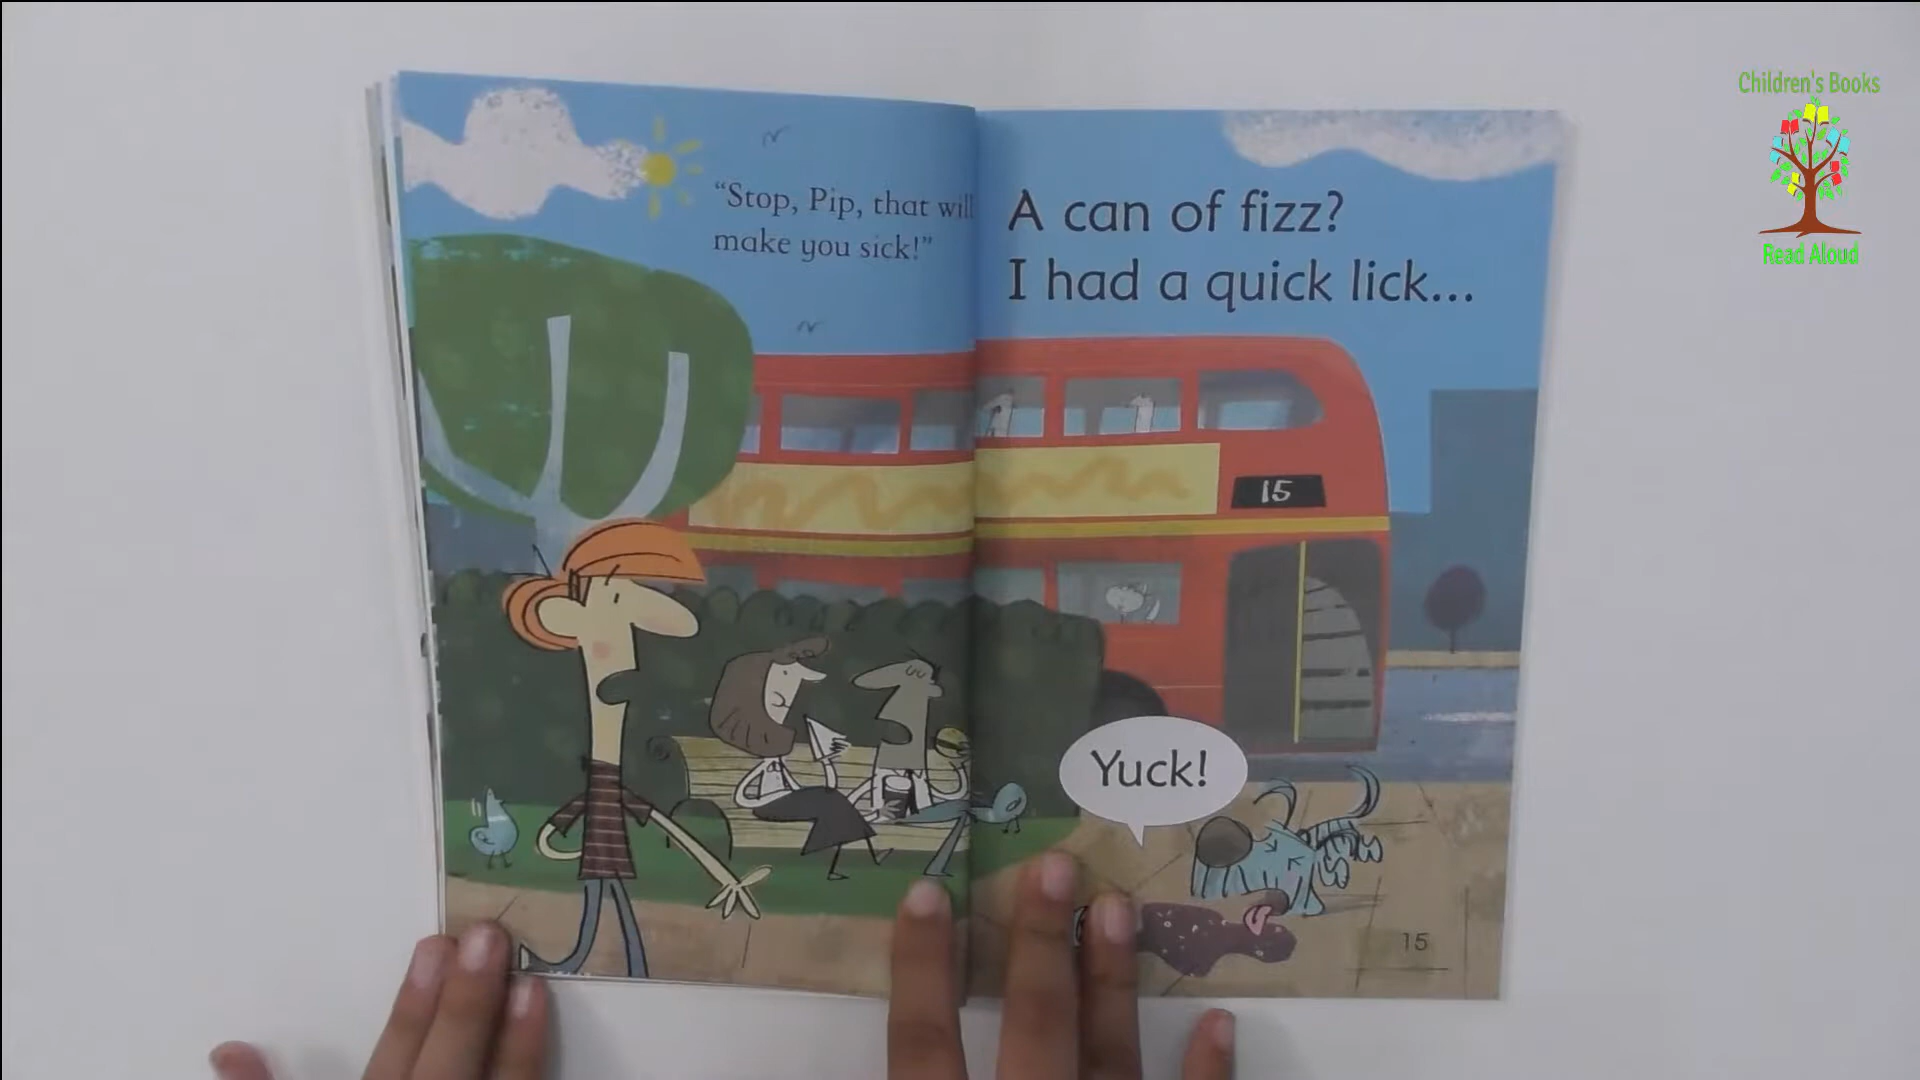 "Stop, Pip, that will
make you sick!"
A can of fizz?
I had a quick lick...
15
Yuck!
15
Children's Books
Read Aloud